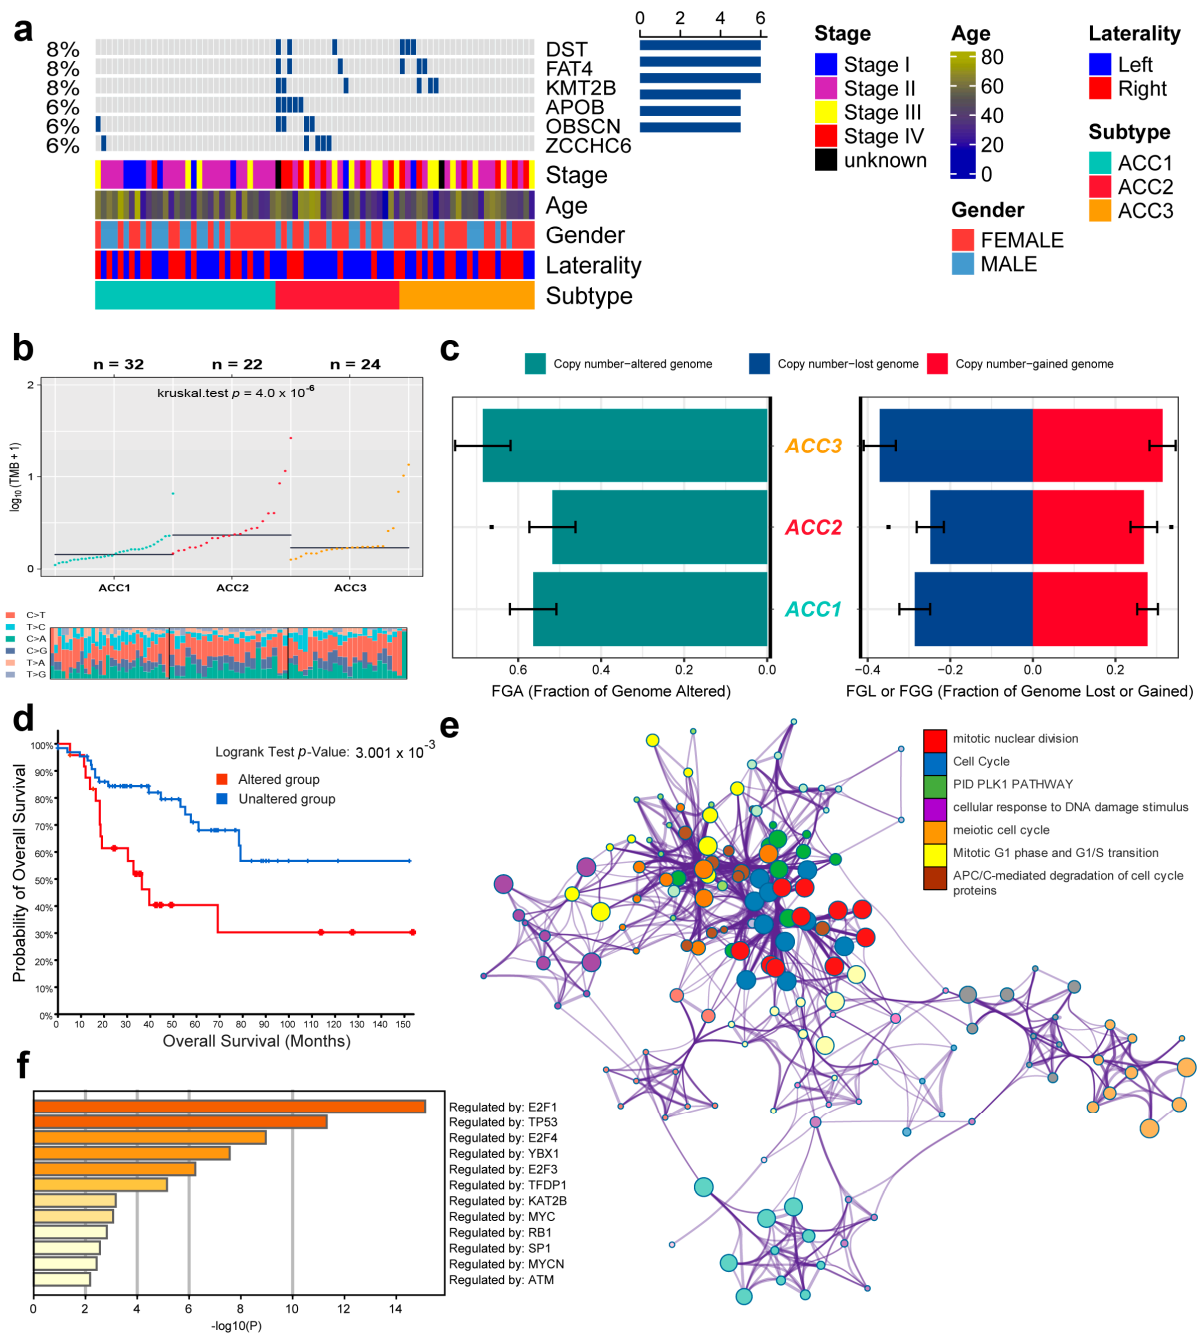 a
0 2 4 6
8% DST
8% FAT4
8% KMT2B
6% APOB
6% OBSCN
6% ZCCHC6
Stage
Age
Gender
Laterality
Subtype
Stage
Stage I
Stage II
Stage III
Stage IV
unknown
Age
80
60
40
20
0
Gender
FEMALE
MALE
Laterality
Left
Right
Subtype
ACC1
ACC2
ACC3
b
n = 32 n = 22 n = 24
kruskal.test p = 4.0 x 10-6
log10 (TMB + 1)
2
1
0
ACC1 ACC2 ACC3
C>T
T>C
C>A
C>G
T>A
T>G
c
Copy number-altered genome Copy number-lost genome Copy number-gained genome
ACC3
ACC2
ACC1
0.6 0.4 0.2 0.0
FGA (Fraction of Genome Altered)
−0.4 −0.2 0.0 0.2
FGL or FGG (Fraction of Genome Lost or Gained)
d
Logrank Test p-Value: 3.001 x 10-3
Altered group
Unaltered group
Probability of Overall Survival
100%
90%
80%
70%
60%
50%
40%
30%
20%
10%
0%
0 10 20 30 40 50 60 70 80 90 100 110 120 130 140 150
Overall Survival (Months)
e
mitotic nuclear division
Cell Cycle
PID PLK1 PATHWAY
cellular response to DNA damage stimulus
meiotic cell cycle
Mitotic G1 phase and G1/S transition
APC/C-mediated degradation of cell cycle
proteins
f
Regulated by: E2F1
Regulated by: TP53
Regulated by: E2F4
Regulated by: YBX1
Regulated by: E2F3
Regulated by: TFDP1
Regulated by: KAT2B
Regulated by: MYC
Regulated by: RB1
Regulated by: SP1
Regulated by: MYCN
Regulated by: ATM
0 2 4 6 8 10 12 14
-log10(P)